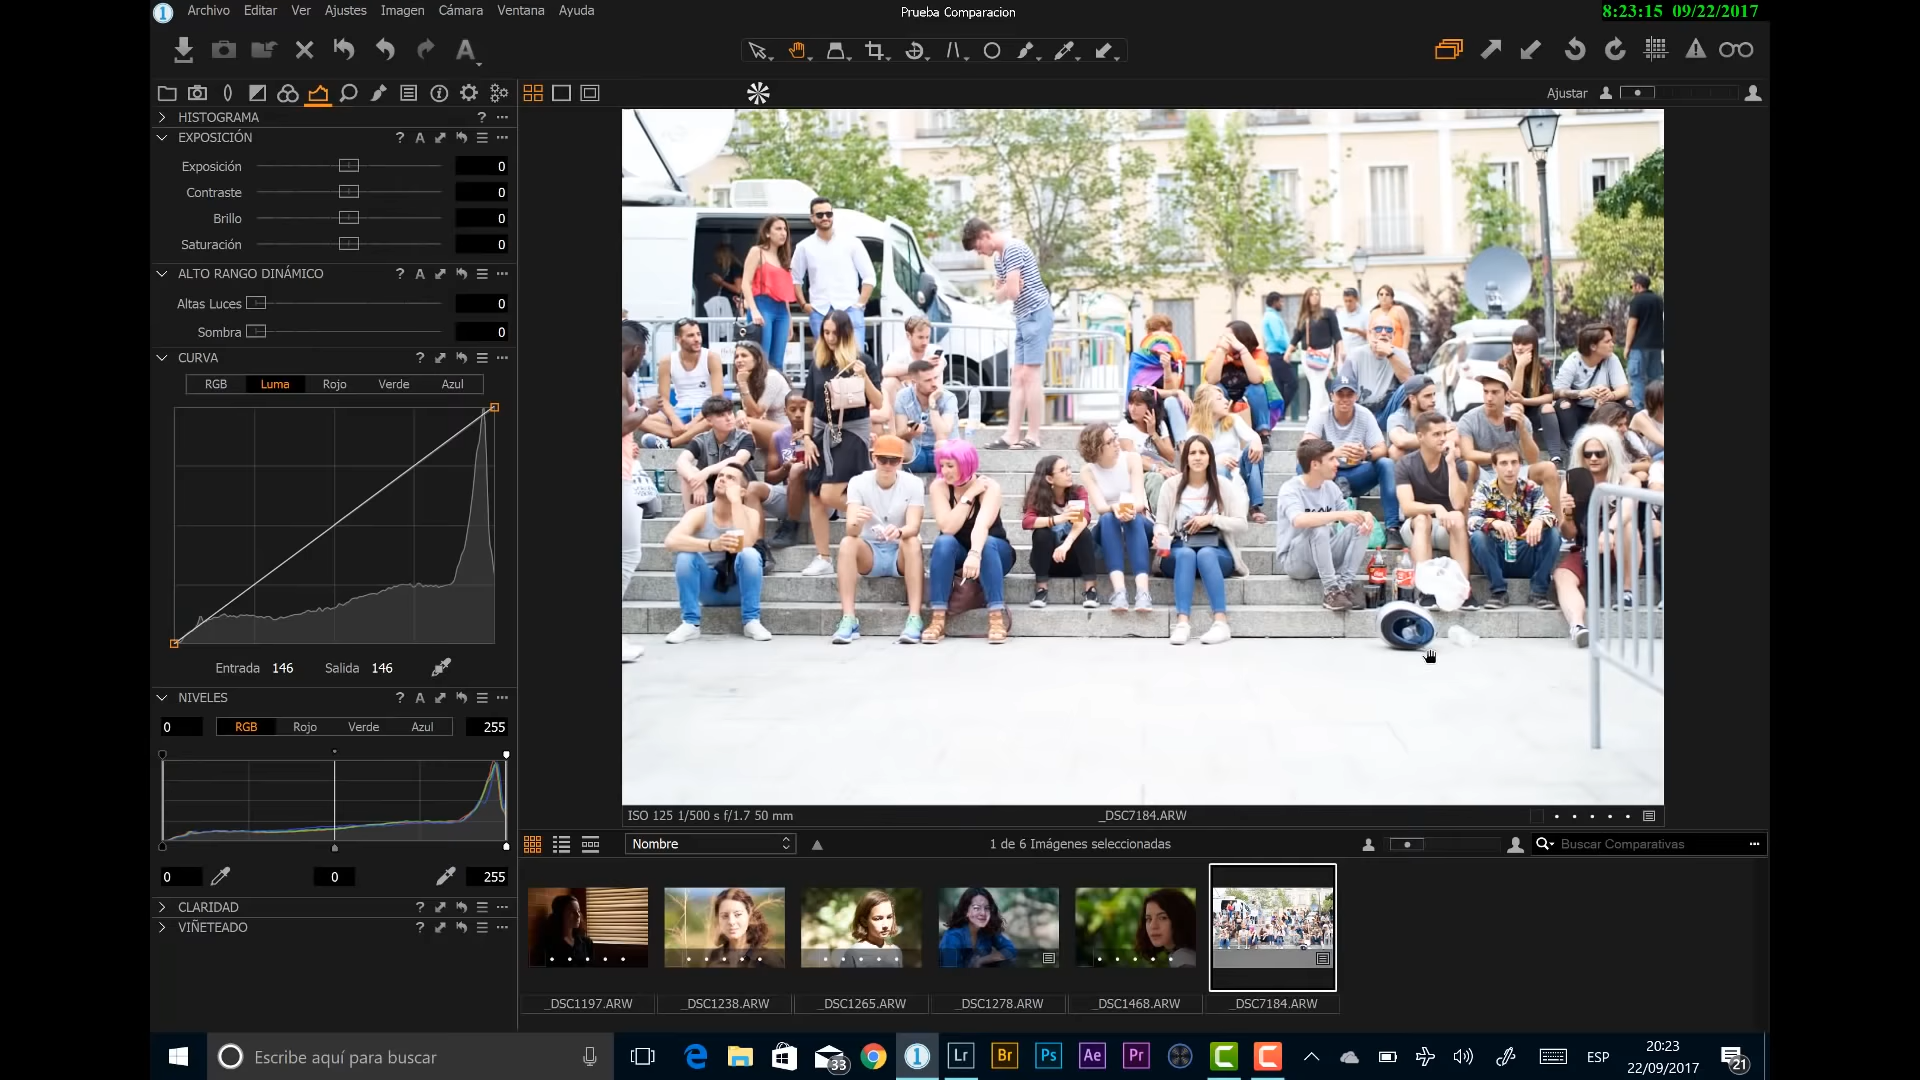 Archivo Editar Ver Ajustes Imagen Cámara Ventana Ayuda
Prueba Comparacion
8:23:15 09/22/2017
A
Ajustar
HISTOGRAMA
EXPOSICIÓN
Exposición 0
Contraste 0
Brillo 0
Saturación 0
ALTO RANGO DINÁMICO
Altas Luces 0
Sombra 0
CURVA
RGB Luma Rojo Verde Azul
Entrada 146 Salida 146
NIVELES
0 RGB Rojo Verde Azul 255
0 0 255
CLARIDAD
VIÑETEADO
ISO 125 1/500 s f/1.7 50 mm
_DSC7184.ARW
Nombre
1 de 6 Imágenes seleccionadas
Buscar Comparativas
_DSC1197.ARW
_DSC1238.ARW
_DSC1265.ARW
_DSC1278.ARW
_DSC1468.ARW
_DSC7184.ARW
Escribe aquí para buscar
33
1
Lr
Br
Ps
Ae
Pr
C
C
ESP
20:23
22/09/2017
21